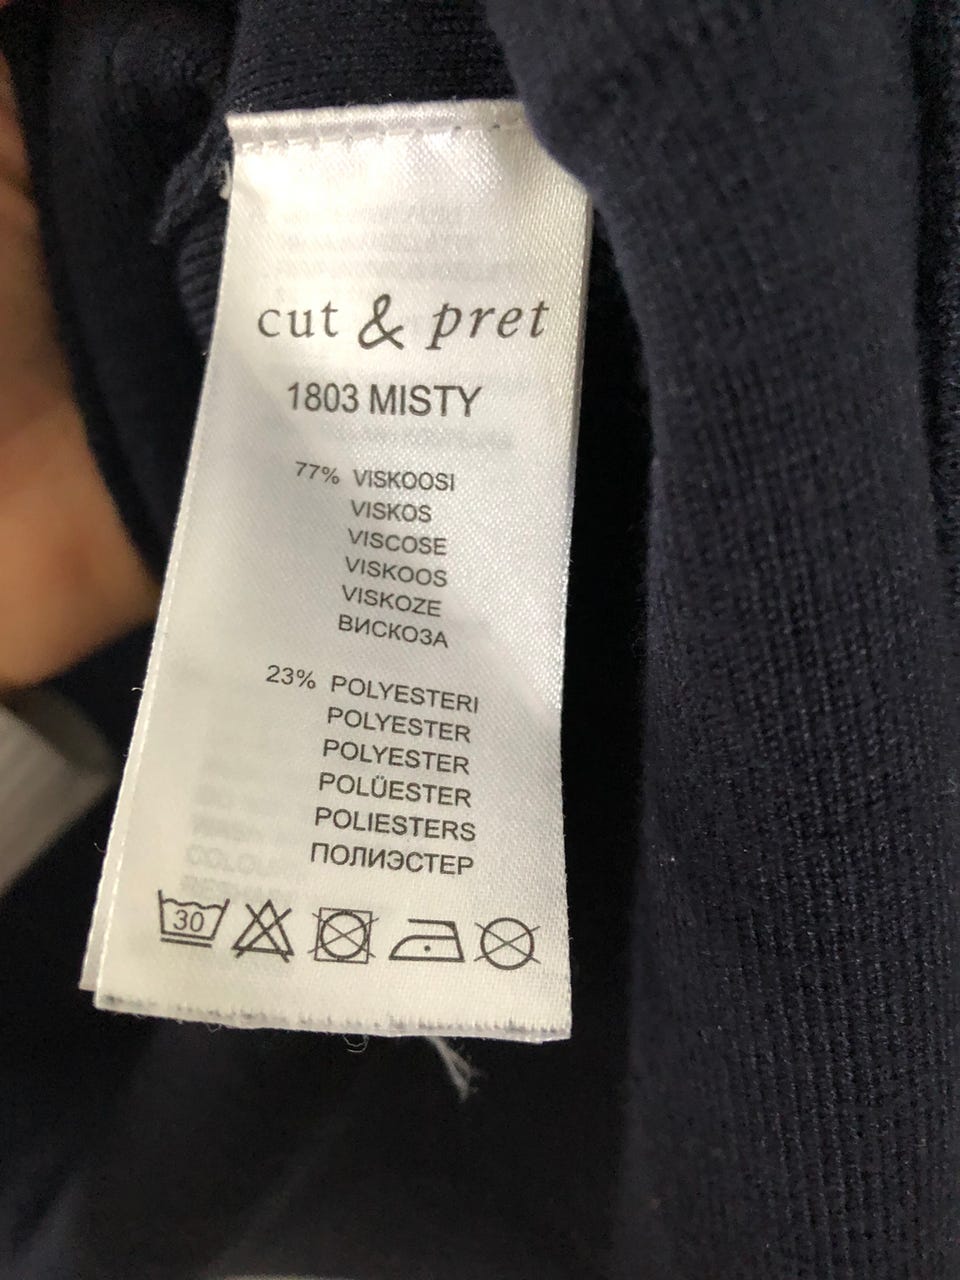 cut & pret
1803 MISTY
77% VISKOOSI
VISKOS
VISCOSE
VISKOOS
VISKOZE
ВИСКОЗА
23% POLYESTERI
POLYESTER
POLYESTER
POLÜESTER
POLIESTERS
ПОЛИЭСТЕР
30